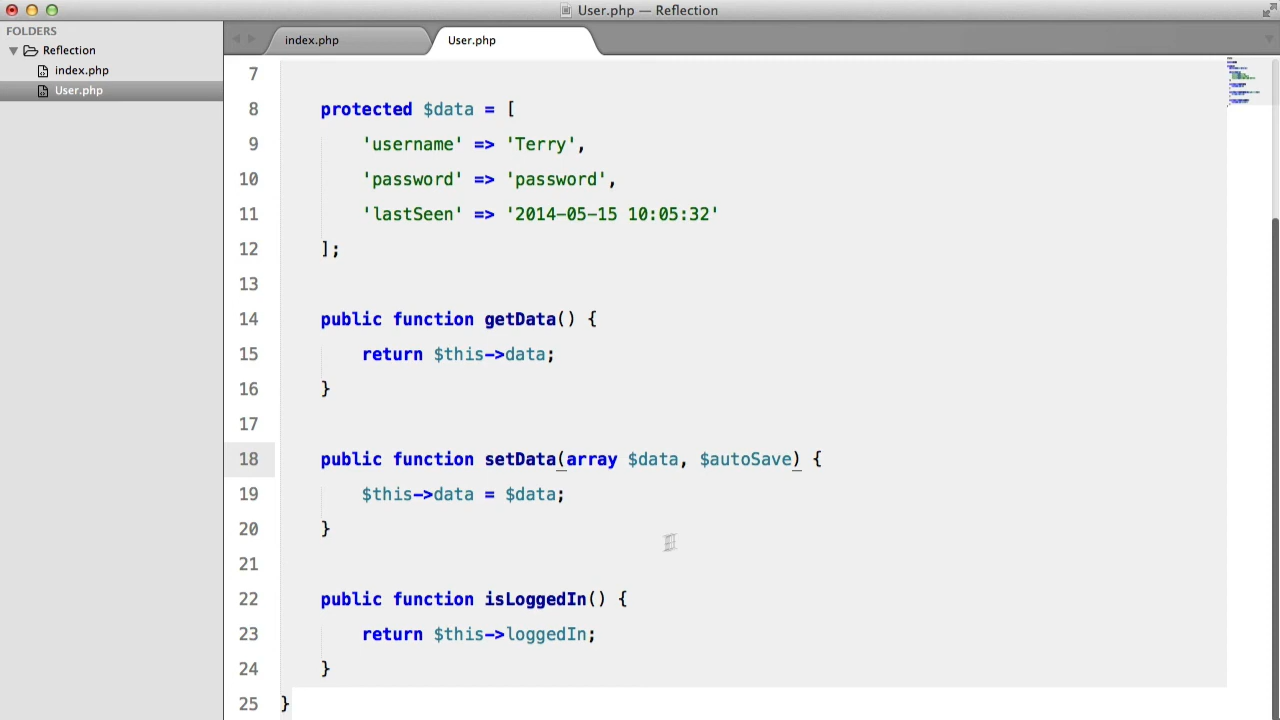 User.php — Reflection
FOLDERS
Reflection
index.php
User.php
index.php
User.php
7
8 protected $data = [
9 'username' => 'Terry',
10 'password' => 'password',
11 'lastSeen' => '2014-05-15 10:05:32'
12 ];
13
14 public function getData() {
15 return $this->data;
16 }
17
18 public function setData(array $data, $autoSave) {
19 $this->data = $data;
20 }
21
22 public function isLoggedIn() {
23 return $this->loggedIn;
24 }
25 }